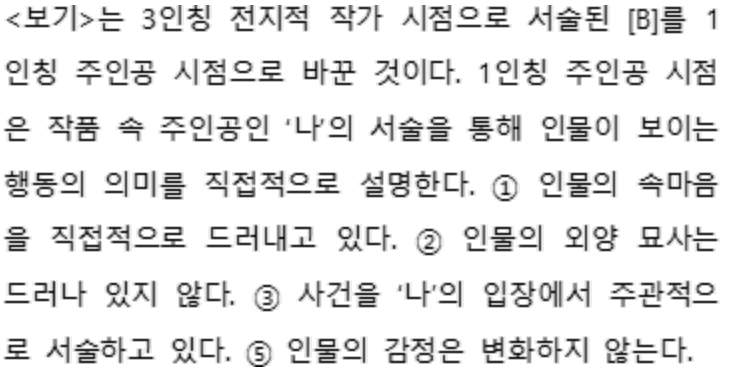 <보기>는 3인칭 전지적 작가 시점으로 서술된 [B]를 1
인칭 주인공 시점으로 바꾼 것이다. 1인칭 주인공 시점
은 작품 속 주인공인 ‘나’의 서술을 통해 인물이 보이는
행동의 의미를 직접적으로 설명한다. ① 인물의 속마음
을 직접적으로 드러내고 있다. ② 인물의 외양 묘사는
드러나 있지 않다. ③ 사건을 ‘나’의 입장에서 주관적으
로 서술하고 있다. ⑤ 인물의 감정은 변화하지 않는다.